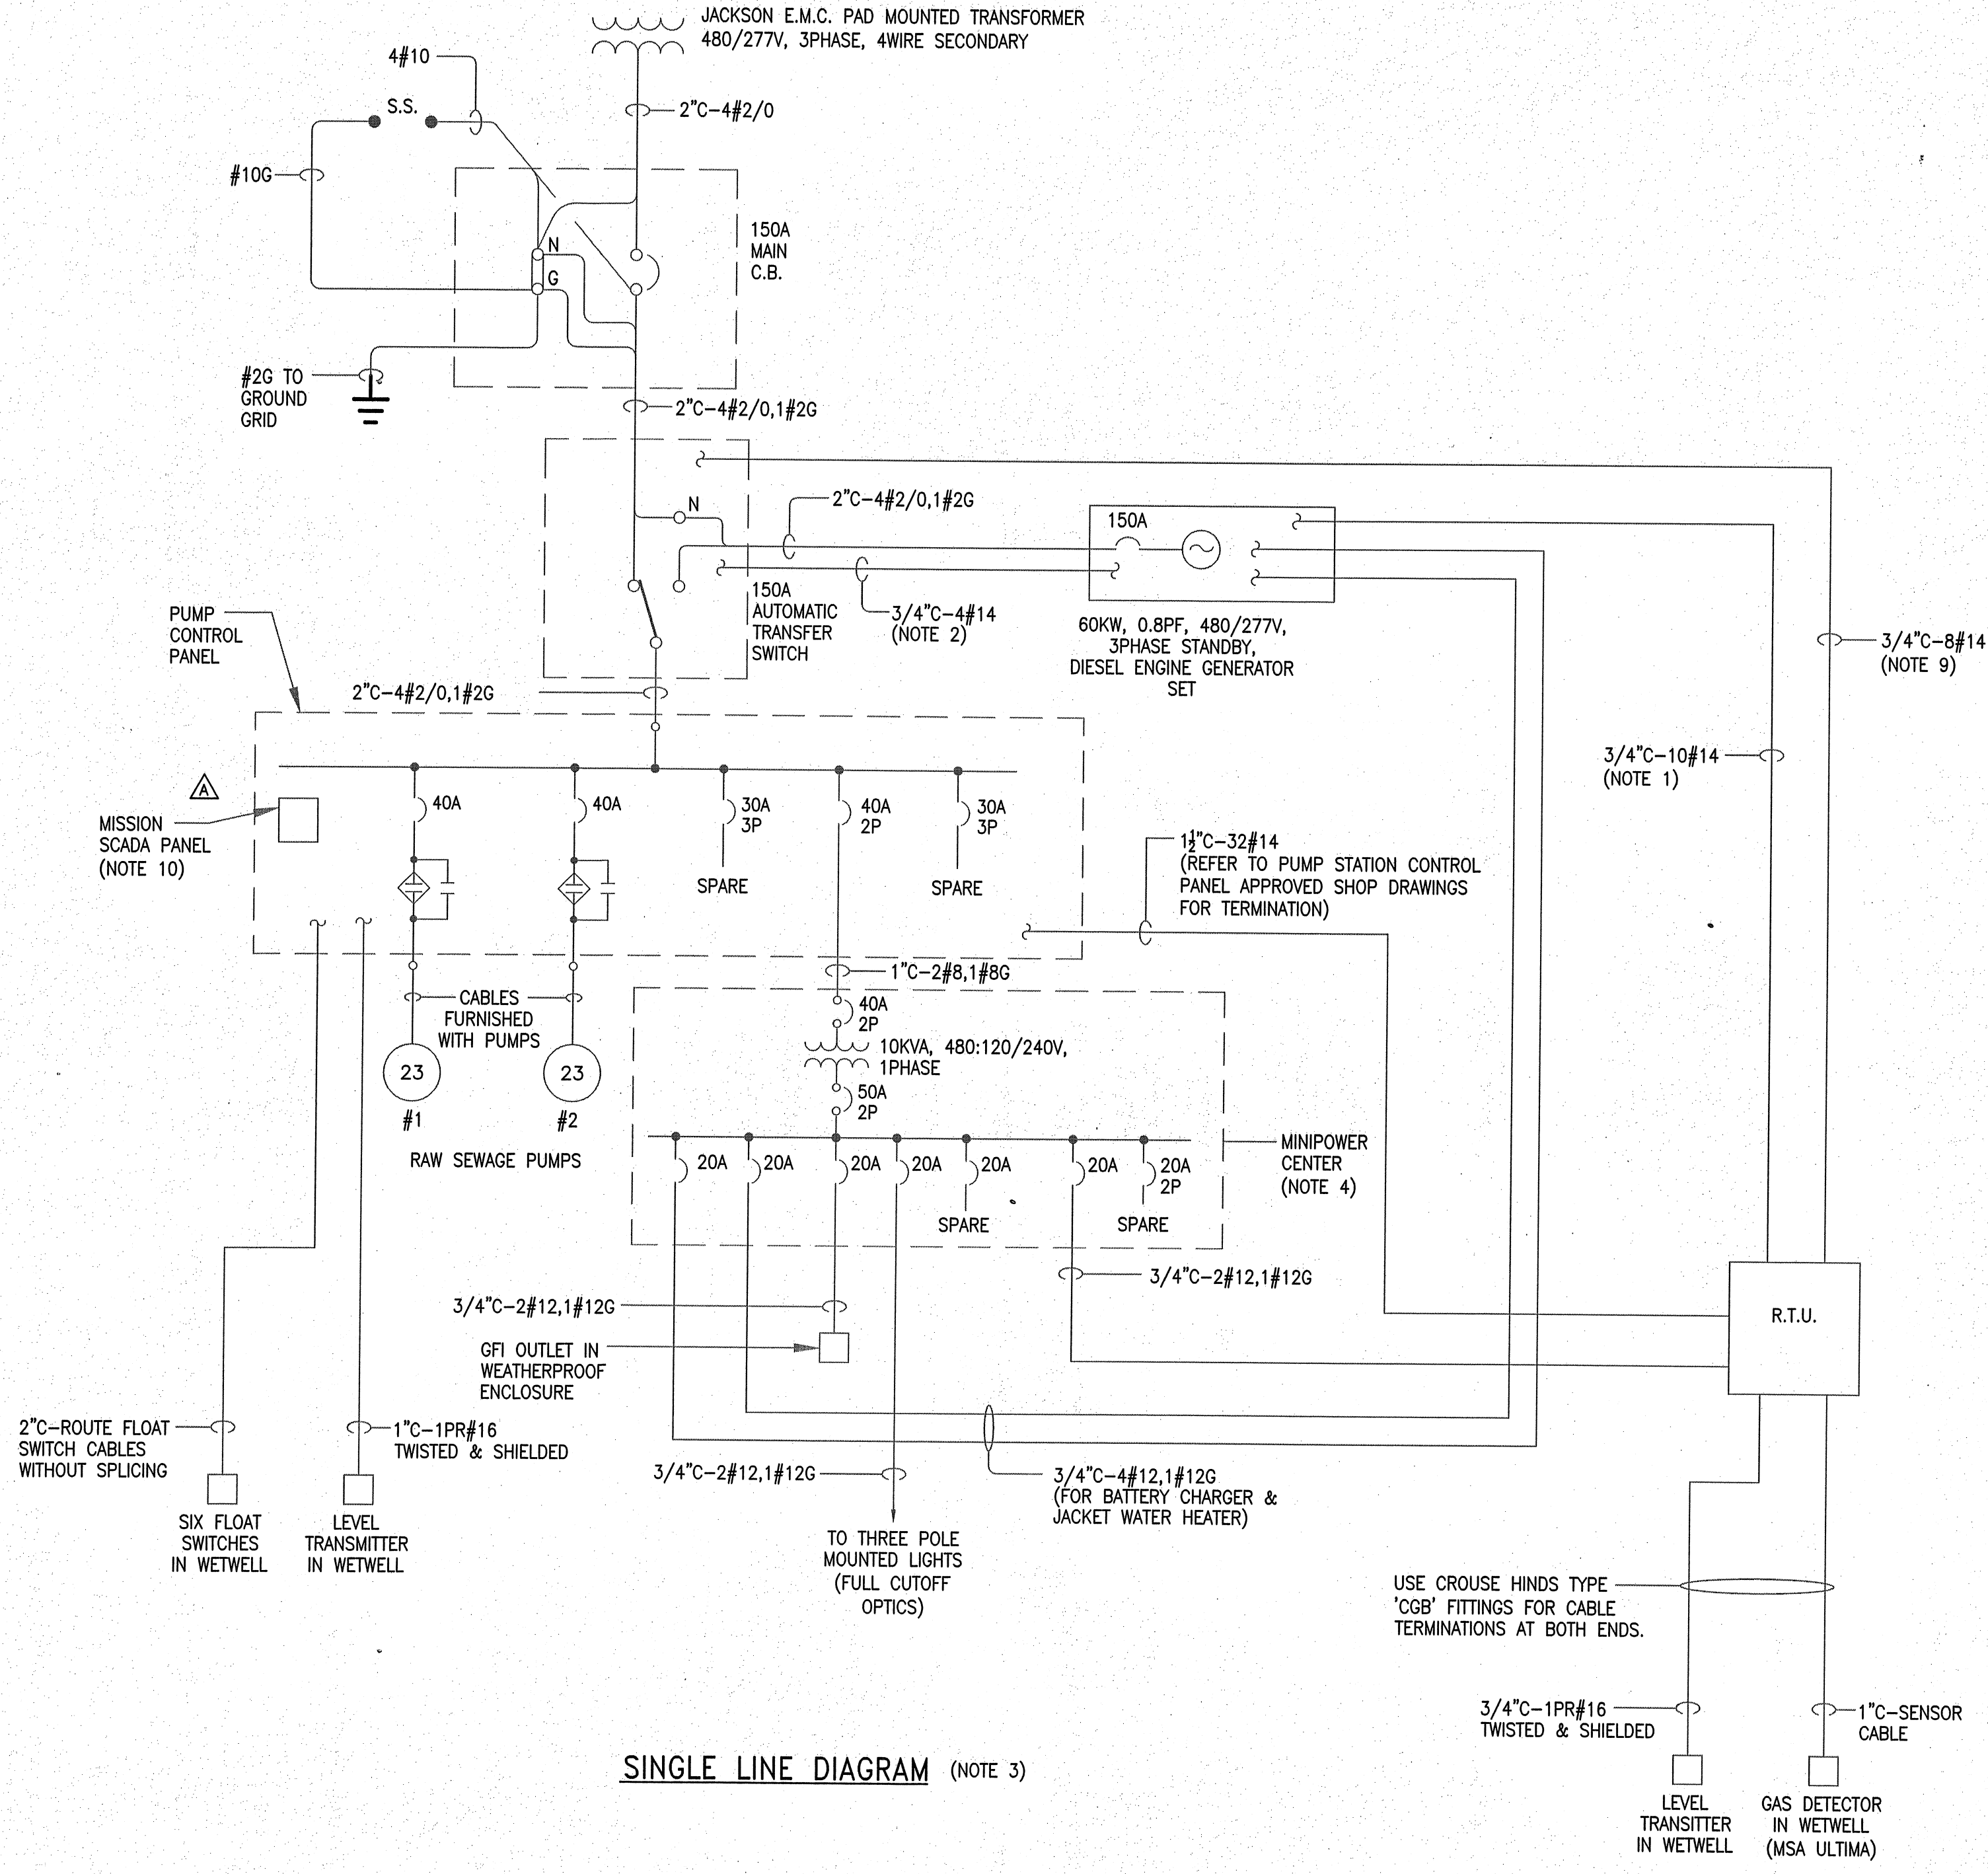 JACKSON E.M.C. PAD MOUNTED TRANSFORMER
480/277V, 3PHASE, 4WIRE SECONDARY
4#10
S.S.
2"C-4#2/0
#10G
150A
MAIN
C.B.
N
G
#2G TO
GROUND
GRID
2"C-4#2/0,1#2G
N
2"C-4#2/0,1#2G
150A
150A
AUTOMATIC
TRANSFER
SWITCH
3/4"C-4#14
(NOTE 2)
60KW, 0.8PF, 480/277V,
3PHASE STANDBY,
DIESEL ENGINE GENERATOR
SET
3/4"C-8#14
(NOTE 9)
PUMP
CONTROL
PANEL
2"C-4#2/0,1#2G
3/4"C-10#14
(NOTE 1)
A
MISSION
SCADA PANEL
(NOTE 10)
40A
40A
30A
3P
SPARE
40A
2P
30A
3P
SPARE
1½"C-32#14
(REFER TO PUMP STATION CONTROL
PANEL APPROVED SHOP DRAWINGS
FOR TERMINATION)
1"C-2#8,1#8G
CABLES
FURNISHED
WITH PUMPS
40A
2P
10KVA, 480:120/240V,
1PHASE
50A
2P
23
23
#1
#2
RAW SEWAGE PUMPS
20A
20A
20A
20A
20A
20A
20A
2P
SPARE
SPARE
MINIPOWER
CENTER
(NOTE 4)
3/4"C-2#12,1#12G
3/4"C-2#12,1#12G
GFI OUTLET IN
WEATHERPROOF
ENCLOSURE
R.T.U.
2"C-ROUTE FLOAT
SWITCH CABLES
WITHOUT SPLICING
1"C-1PR#16
TWISTED & SHIELDED
3/4"C-2#12,1#12G
3/4"C-4#12,1#12G
(FOR BATTERY CHARGER &
JACKET WATER HEATER)
SIX FLOAT
SWITCHES
IN WETWELL
LEVEL
TRANSMITTER
IN WETWELL
TO THREE POLE
MOUNTED LIGHTS
(FULL CUTOFF
OPTICS)
USE CROUSE HINDS TYPE
'CGB' FITTINGS FOR CABLE
TERMINATIONS AT BOTH ENDS.
3/4"C-1PR#16
TWISTED & SHIELDED
1"C-SENSOR
CABLE
SINGLE LINE DIAGRAM (NOTE 3)
LEVEL
TRANSITTER
IN WETWELL
GAS DETECTOR
IN WETWELL
(MSA ULTIMA)